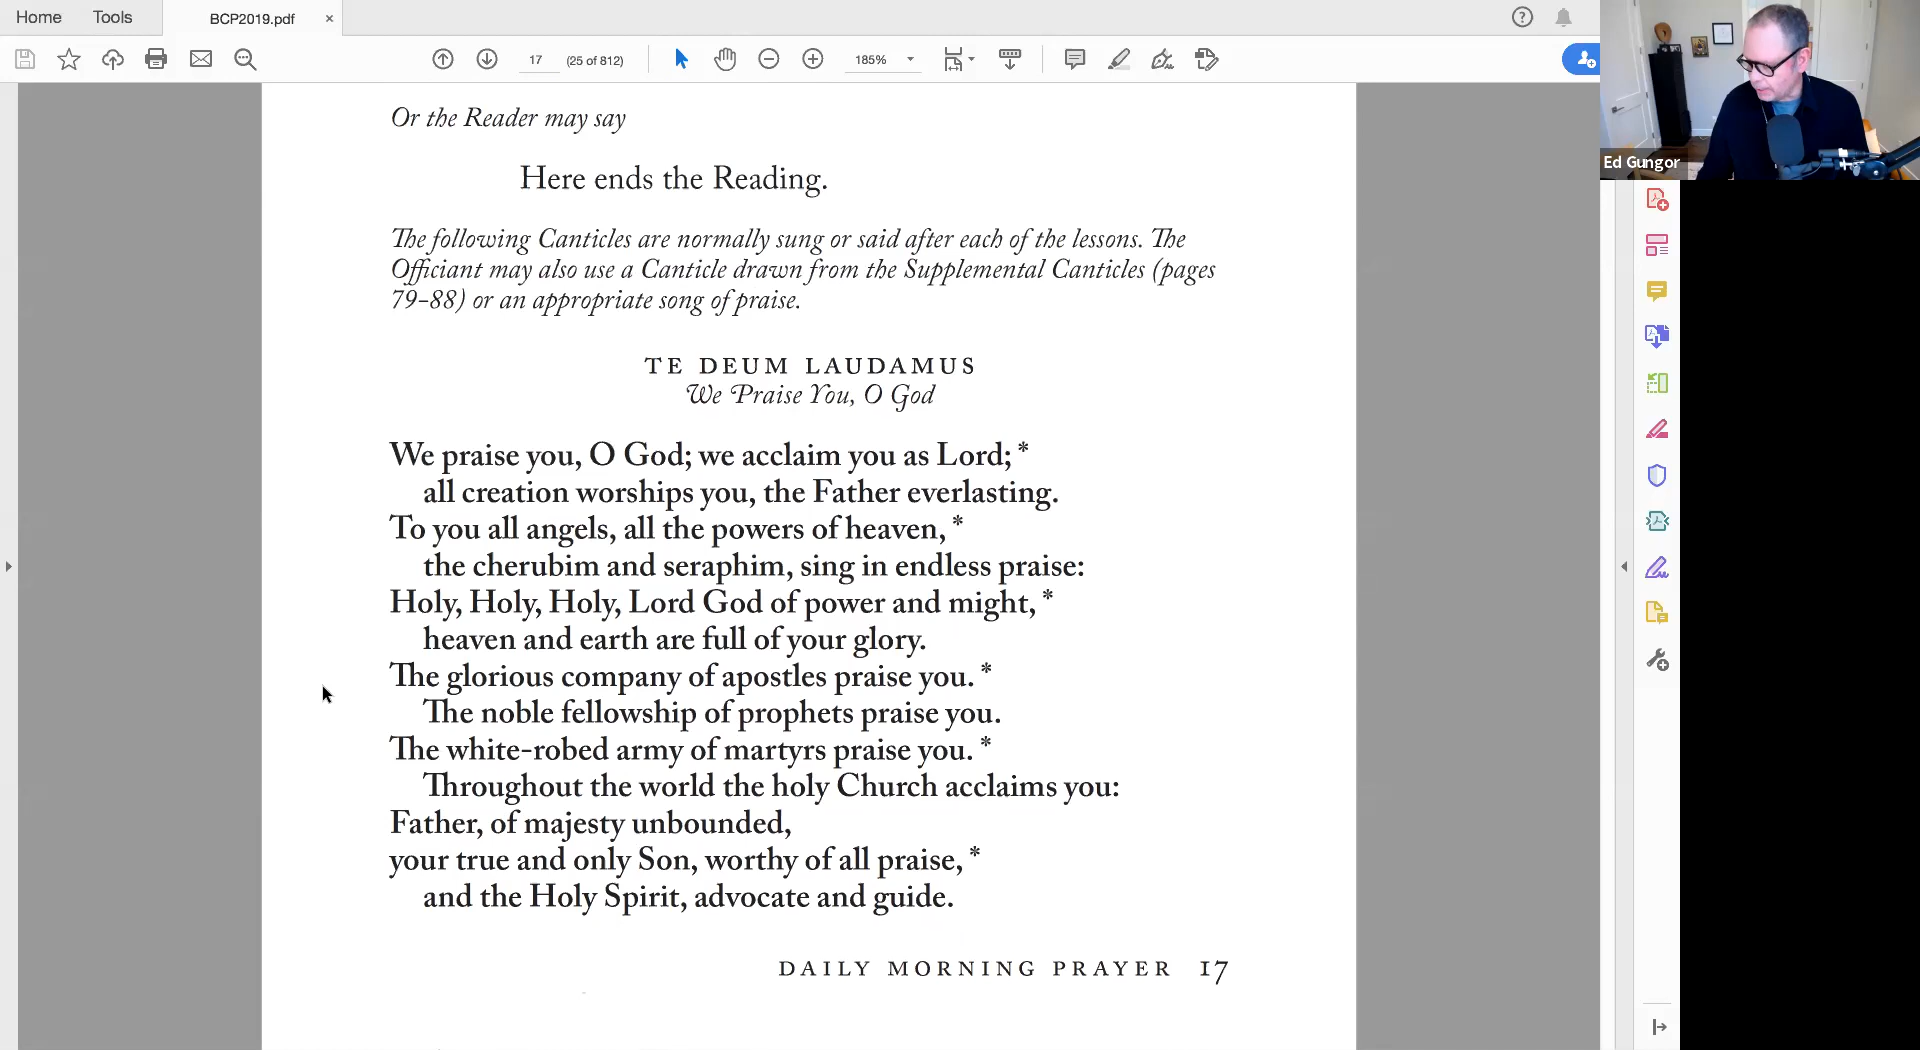 Home Tools BCP2019.pdf ×
17 (25 of 812) 185%
Or the Reader may say
Here ends the Reading.
The following Canticles are normally sung or said after each of the lessons. The
Officiant may also use a Canticle drawn from the Supplemental Canticles (pages
79–88) or an appropriate song of praise.
TE DEUM LAUDAMUS
We Praise You, O God
We praise you, O God; we acclaim you as Lord; *
all creation worships you, the Father everlasting.
To you all angels, all the powers of heaven, *
the cherubim and seraphim, sing in endless praise:
Holy, Holy, Holy, Lord God of power and might, *
heaven and earth are full of your glory.
The glorious company of apostles praise you. *
The noble fellowship of prophets praise you.
The white-robed army of martyrs praise you. *
Throughout the world the holy Church acclaims you:
Father, of majesty unbounded,
your true and only Son, worthy of all praise, *
and the Holy Spirit, advocate and guide.
DAILY MORNING PRAYER 17
Ed Gungor